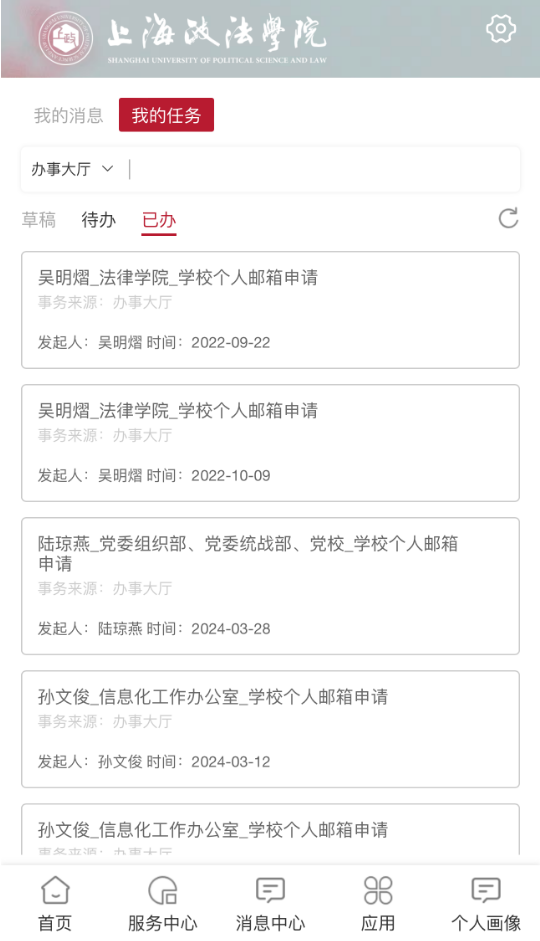 上海政法學院
SHANGHAI UNIVERSITY OF POLITICAL SCIENCE AND LAW
我的消息 我的任务
办事大厅
草稿 待办 已办
吴明熠_法律学院_学校个人邮箱申请
事务来源：办事大厅
发起人：吴明熠 时间：2022-09-22
吴明熠_法律学院_学校个人邮箱申请
事务来源：办事大厅
发起人：吴明熠 时间：2022-10-09
陆琼燕_党委组织部、党委统战部、党校_学校个人邮箱
申请
事务来源：办事大厅
发起人：陆琼燕 时间：2024-03-28
孙文俊_信息化工作办公室_学校个人邮箱申请
事务来源：办事大厅
发起人：孙文俊 时间：2024-03-12
孙文俊_信息化工作办公室_学校个人邮箱申请
事务来源：办事大厅
首页 服务中心 消息中心 应用 个人画像